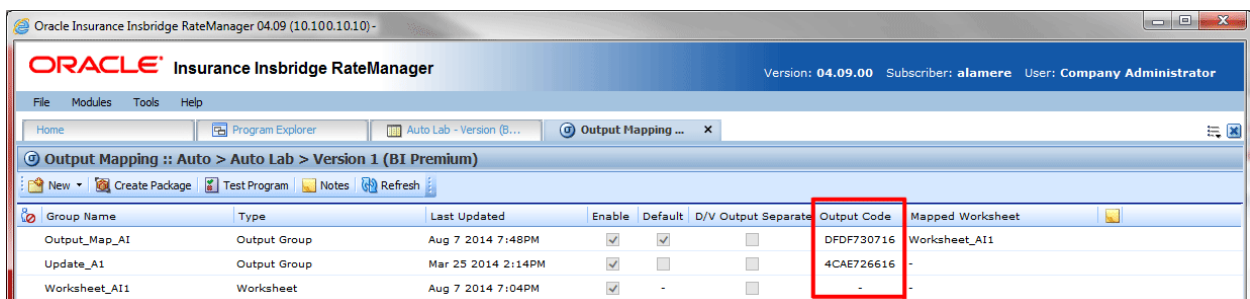 Oracle Insurance Insbridge RateManager 04.09 (10.100.10.10) -
ORACLE Insurance Insbridge RateManager
Version: 04.09.00 Subscriber: alamere User: Company Administrator
File Modules Tools Help
Home Program Explorer Auto Lab - Version (B... Output Mapping ... x
Output Mapping :: Auto > Auto Lab > Version 1 (BI Premium)
New Create Package Test Program Notes Refresh
Group Name Type Last Updated Enable Default D/V Output Separate Output Code Mapped Worksheet
Output_Map_AI Output Group Aug 7 2014 7:48PM DFDF730716 Worksheet_AI1
Update_A1 Output Group Mar 25 2014 2:14PM 4CAE726616 -
Worksheet_AI1 Worksheet Aug 7 2014 7:04PM - - -